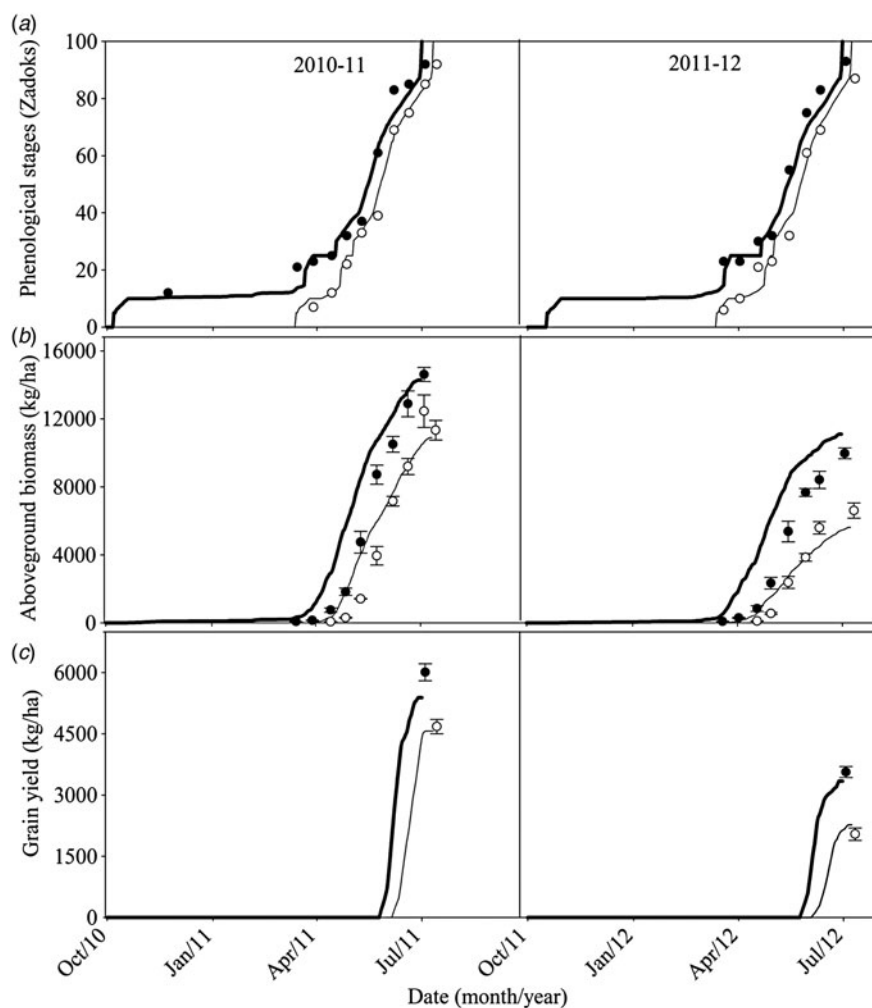 (a)
100
80
60
40
20
0
Phenological stages (Zadoks)
2010-11
2011-12
(b)
16000
12000
8000
4000
0
Aboveground biomass (kg/ha)
(c)
6000
4500
3000
1500
0
Grain yield (kg/ha)
Oct/10
Jan/11
Apr/11
Jul/11
Oct/11
Jan/12
Apr/12
Jul/12
Date (month/year)